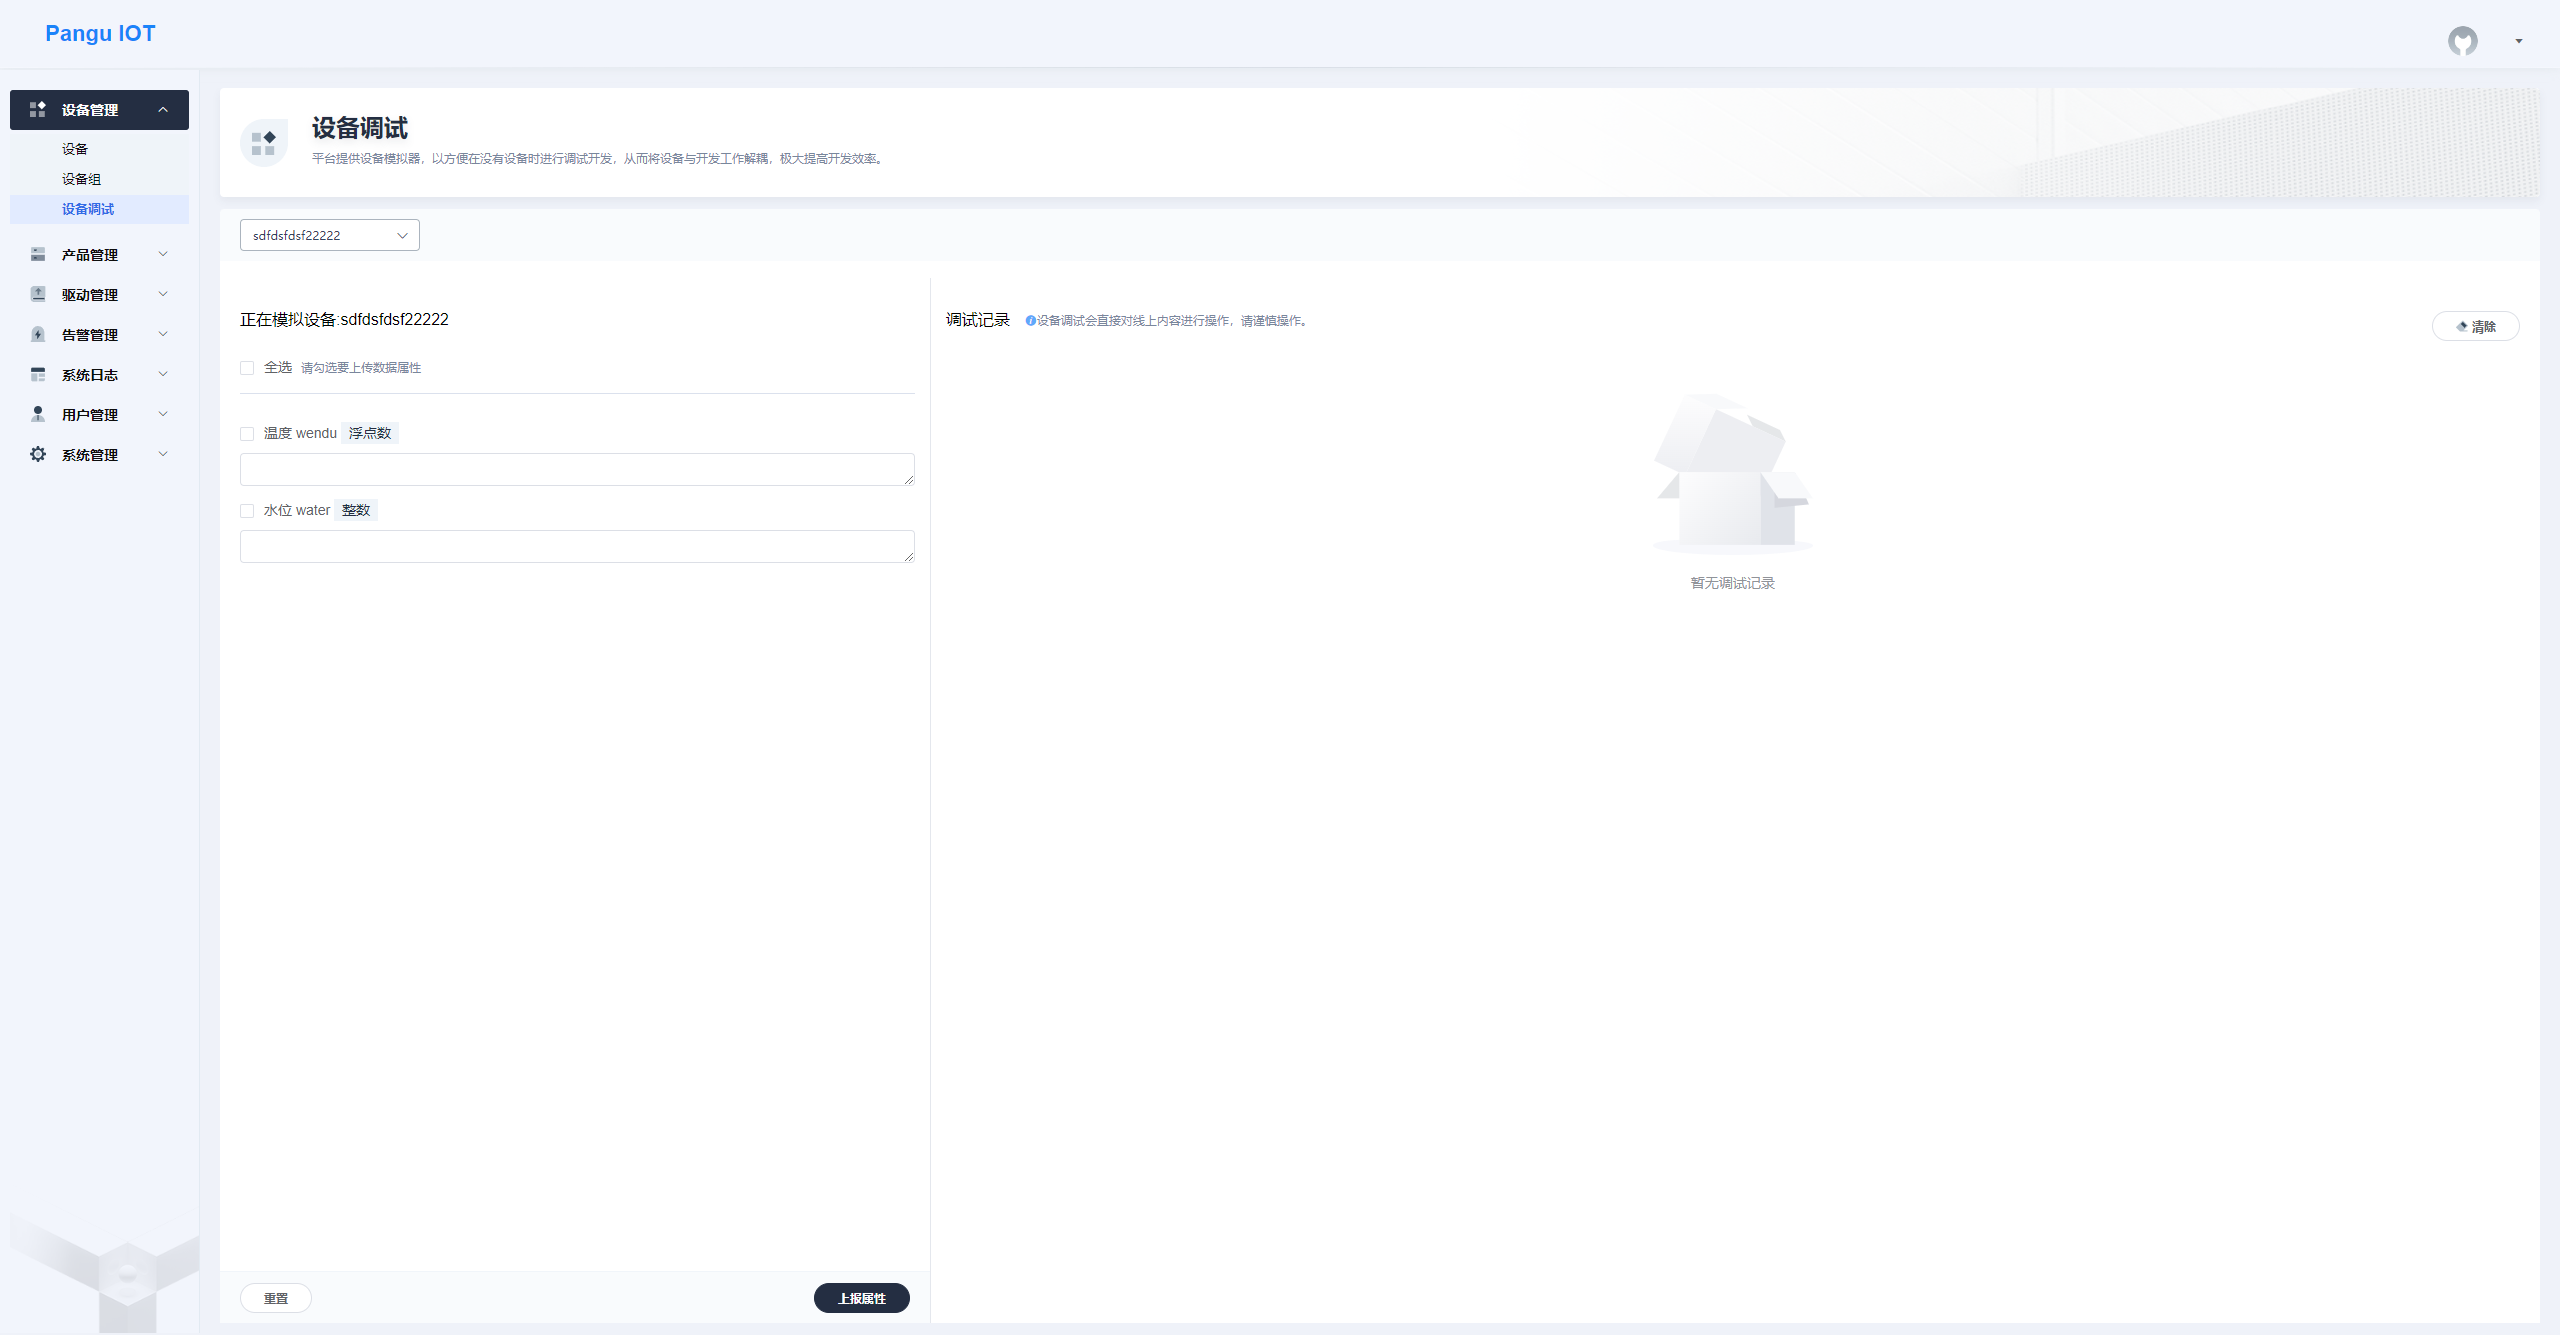 Pangu IOT
设备管理
设备
设备组
设备调试
产品管理
驱动管理
告警管理
系统日志
用户管理
系统管理
设备调试
平台提供设备模拟器，以方便在没有设备时进行调试开发，从而将设备与开发工作解耦，极大提高开发效率。
sdfdsfdsf22222
正在模拟设备:sdfdsfdsf22222
全选 请勾选要上传数据属性
温度 wendu 浮点数
水位 water 整数
重置
上报属性
调试记录 设备调试会直接对线上内容进行操作，请谨慎操作。
清除
暂无调试记录